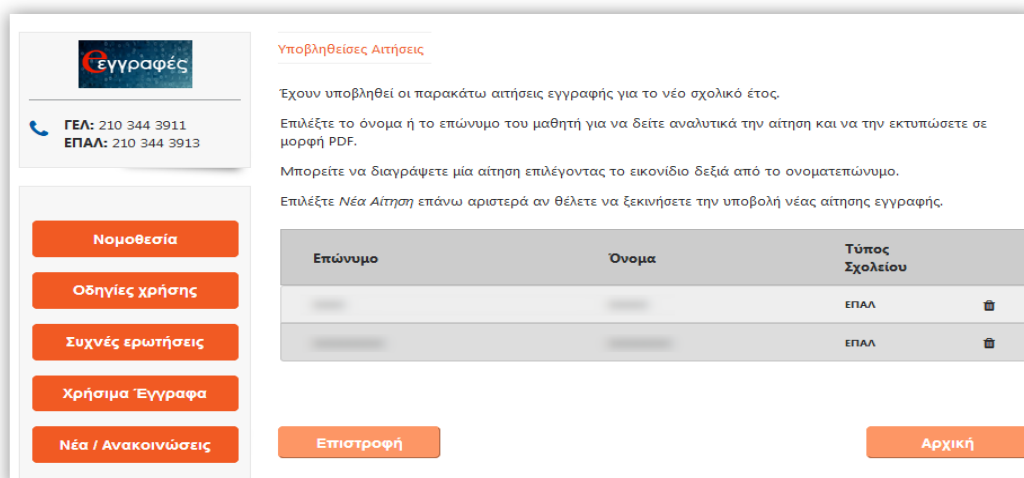 eεγγραφές
ΓΕΛ: 210 344 3911
ΕΠΑΛ: 210 344 3913
Νομοθεσία
Οδηγίες χρήσης
Συχνές ερωτήσεις
Χρήσιμα Έγγραφα
Νέα / Ανακοινώσεις
Υποβληθείσες Αιτήσεις
Έχουν υποβληθεί οι παρακάτω αιτήσεις εγγραφής για το νέο σχολικό έτος.
Επιλέξτε το όνομα ή το επώνυμο του μαθητή για να δείτε αναλυτικά την αίτηση και να την εκτυπώσετε σε
μορφή PDF.
Μπορείτε να διαγράψετε μία αίτηση επιλέγοντας το εικονίδιο δεξιά από το ονοματεπώνυμο.
Επιλέξτε Νέα Αίτηση επάνω αριστερά αν θέλετε να ξεκινήσετε την υποβολή νέας αίτησης εγγραφής.
Επώνυμο Όνομα Τύπος
Σχολείου
ΕΠΑΛ
ΕΠΑΛ
Επιστροφή Αρχική